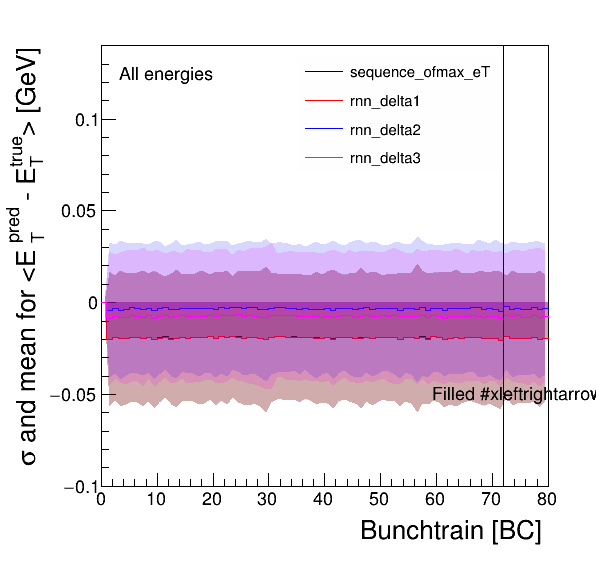 All energies
sequence_ofmax_eT
rnn_delta1
rnn_delta2
rnn_delta3
σ and mean for <E_T^pred - E_T^true> [GeV]
0.1
0.05
0
−0.05
−0.1
Filled #xleftrightarrow
0 10 20 30 40 50 60 70 80
Bunchtrain [BC]